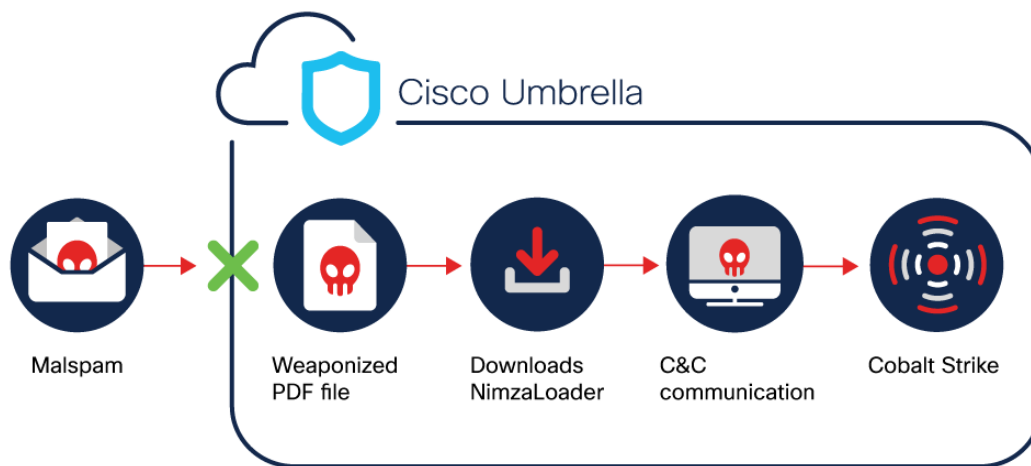 Cisco Umbrella
Malspam
Weaponized
PDF file
Downloads
NimzaLoader
C&C
communication
Cobalt Strike